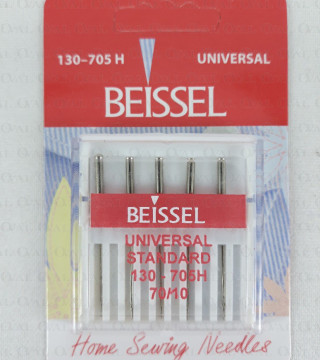 130-705 H UNIVERSAL
BEISSEL
BEISSEL
UNIVERSAL
STANDARD
130 - 705H
70/10
Home Sewing Needles